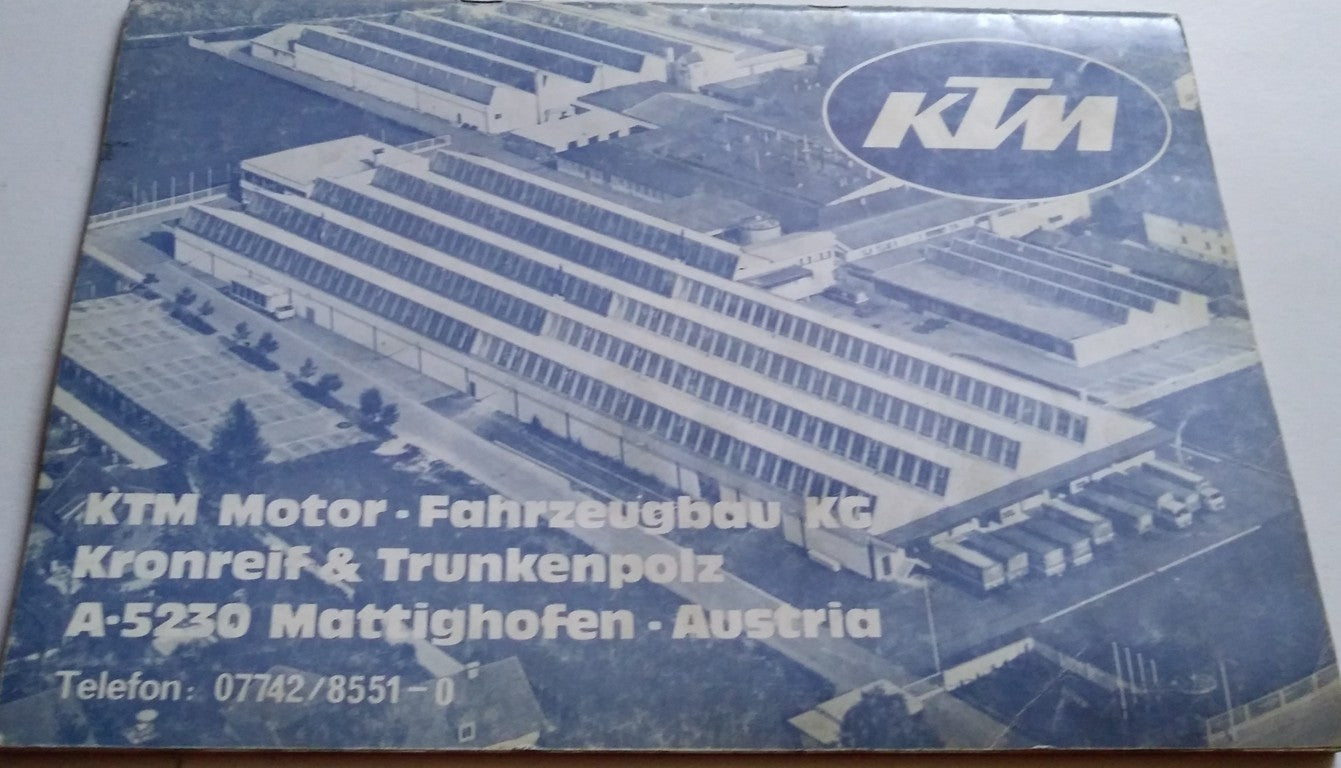 KTM
KTM Motor - Fahrzeugbau KG
Kronreif & Trunkenpolz
A-5230 Mattighofen - Austria
Telefon: 07742/8551-0